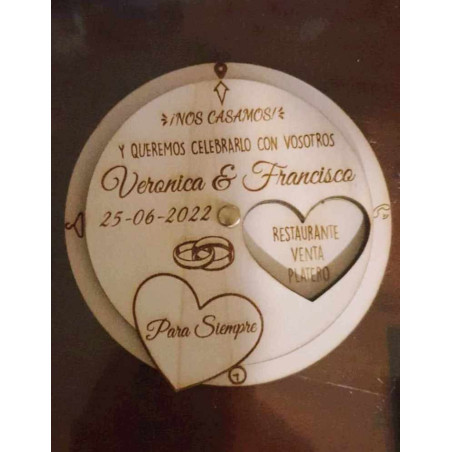 ¡NOS CASAMOS!
Y QUEREMOS CELEBRARLO CON VOSOTROS
Veronica & Francisco
25-06-2022
RESTAURANTE
VENTA
PLATERO
Para Siempre